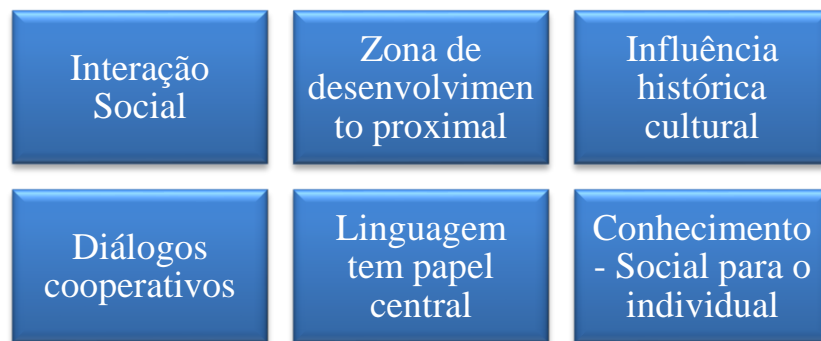 Interação
Social
Zona de
desenvolvimen
to proximal
Influência
histórica
cultural
Diálogos
cooperativos
Linguagem
tem papel
central
Conhecimento
- Social para o
individual